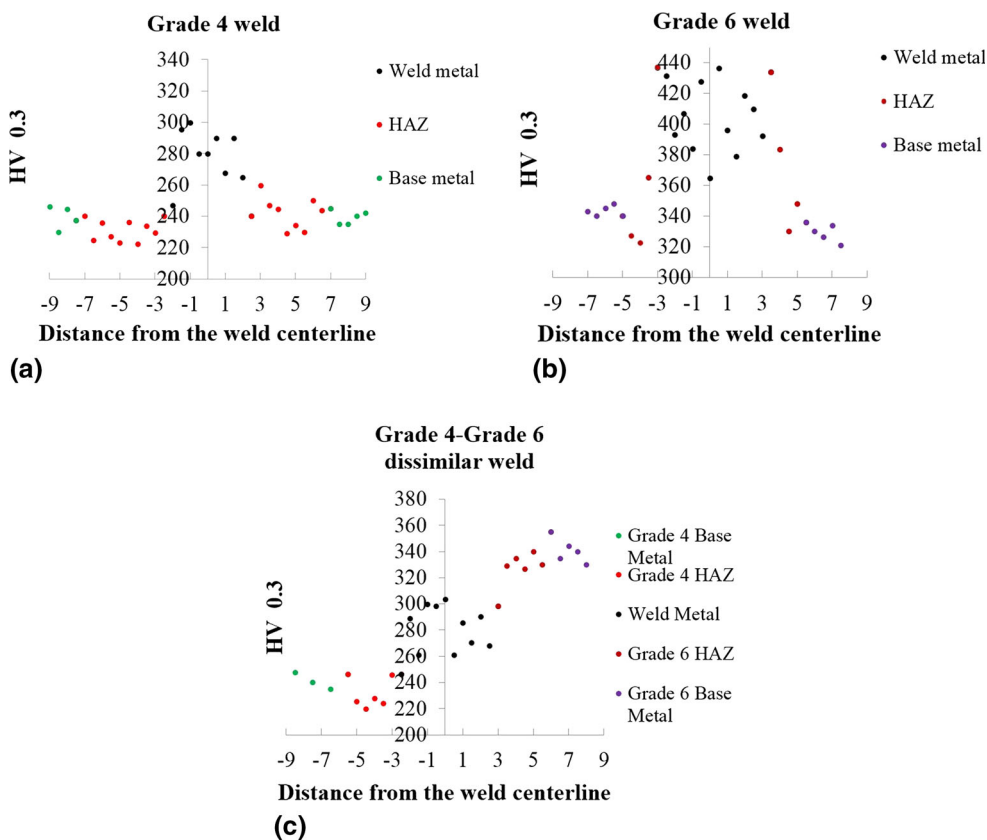 Grade 4 weld
HV 0.3
340
320
300
280
260
240
220
200
-9 -7 -5 -3 -1 1 3 5 7 9
Distance from the weld centerline
Weld metal
HAZ
Base metal
(a)
Grade 6 weld
HV 0.3
440
420
400
380
360
340
320
300
-9 -7 -5 -3 -1 1 3 5 7 9
Distance from the weld centerline
Weld metal
HAZ
Base metal
(b)
Grade 4-Grade 6
dissimilar weld
HV 0.3
380
360
340
320
300
280
260
240
220
200
-9 -7 -5 -3 -1 1 3 5 7 9
Distance from the weld centerline
Grade 4 Base
Metal
Grade 4 HAZ
Weld Metal
Grade 6 HAZ
Grade 6 Base
Metal
(c)